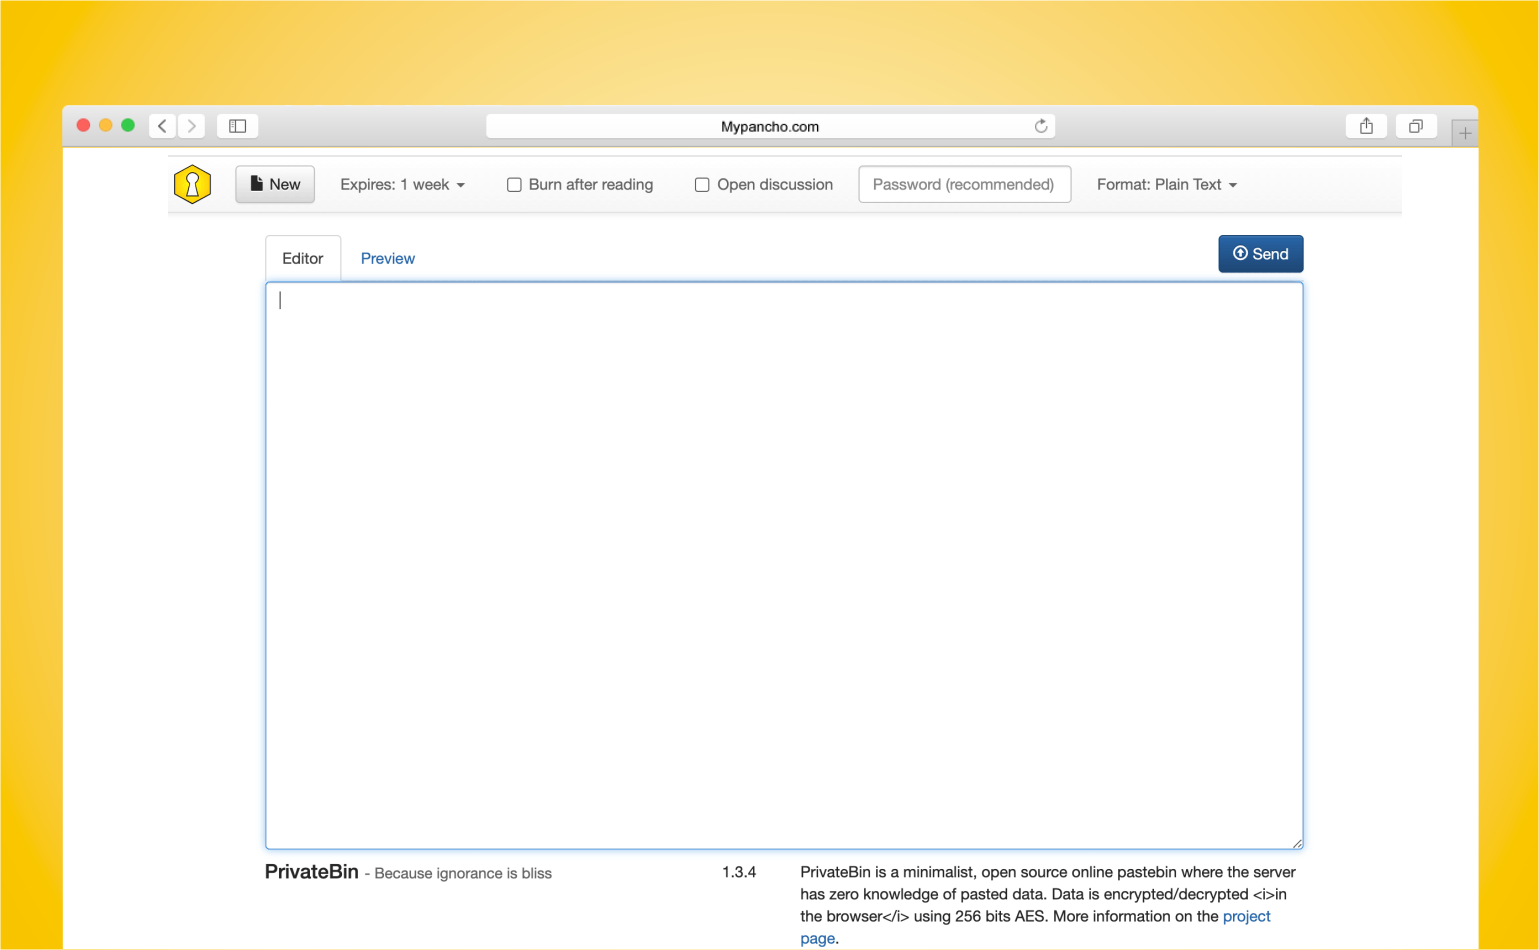 Mypancho.com
New Expires: 1 week Burn after reading Open discussion Password (recommended) Format: Plain Text
Editor Preview Send
PrivateBin - Because ignorance is bliss 1.3.4 PrivateBin is a minimalist, open source online pastebin where the server
has zero knowledge of pasted data. Data is encrypted/decrypted <i>in
the browser</i> using 256 bits AES. More information on the project
page.